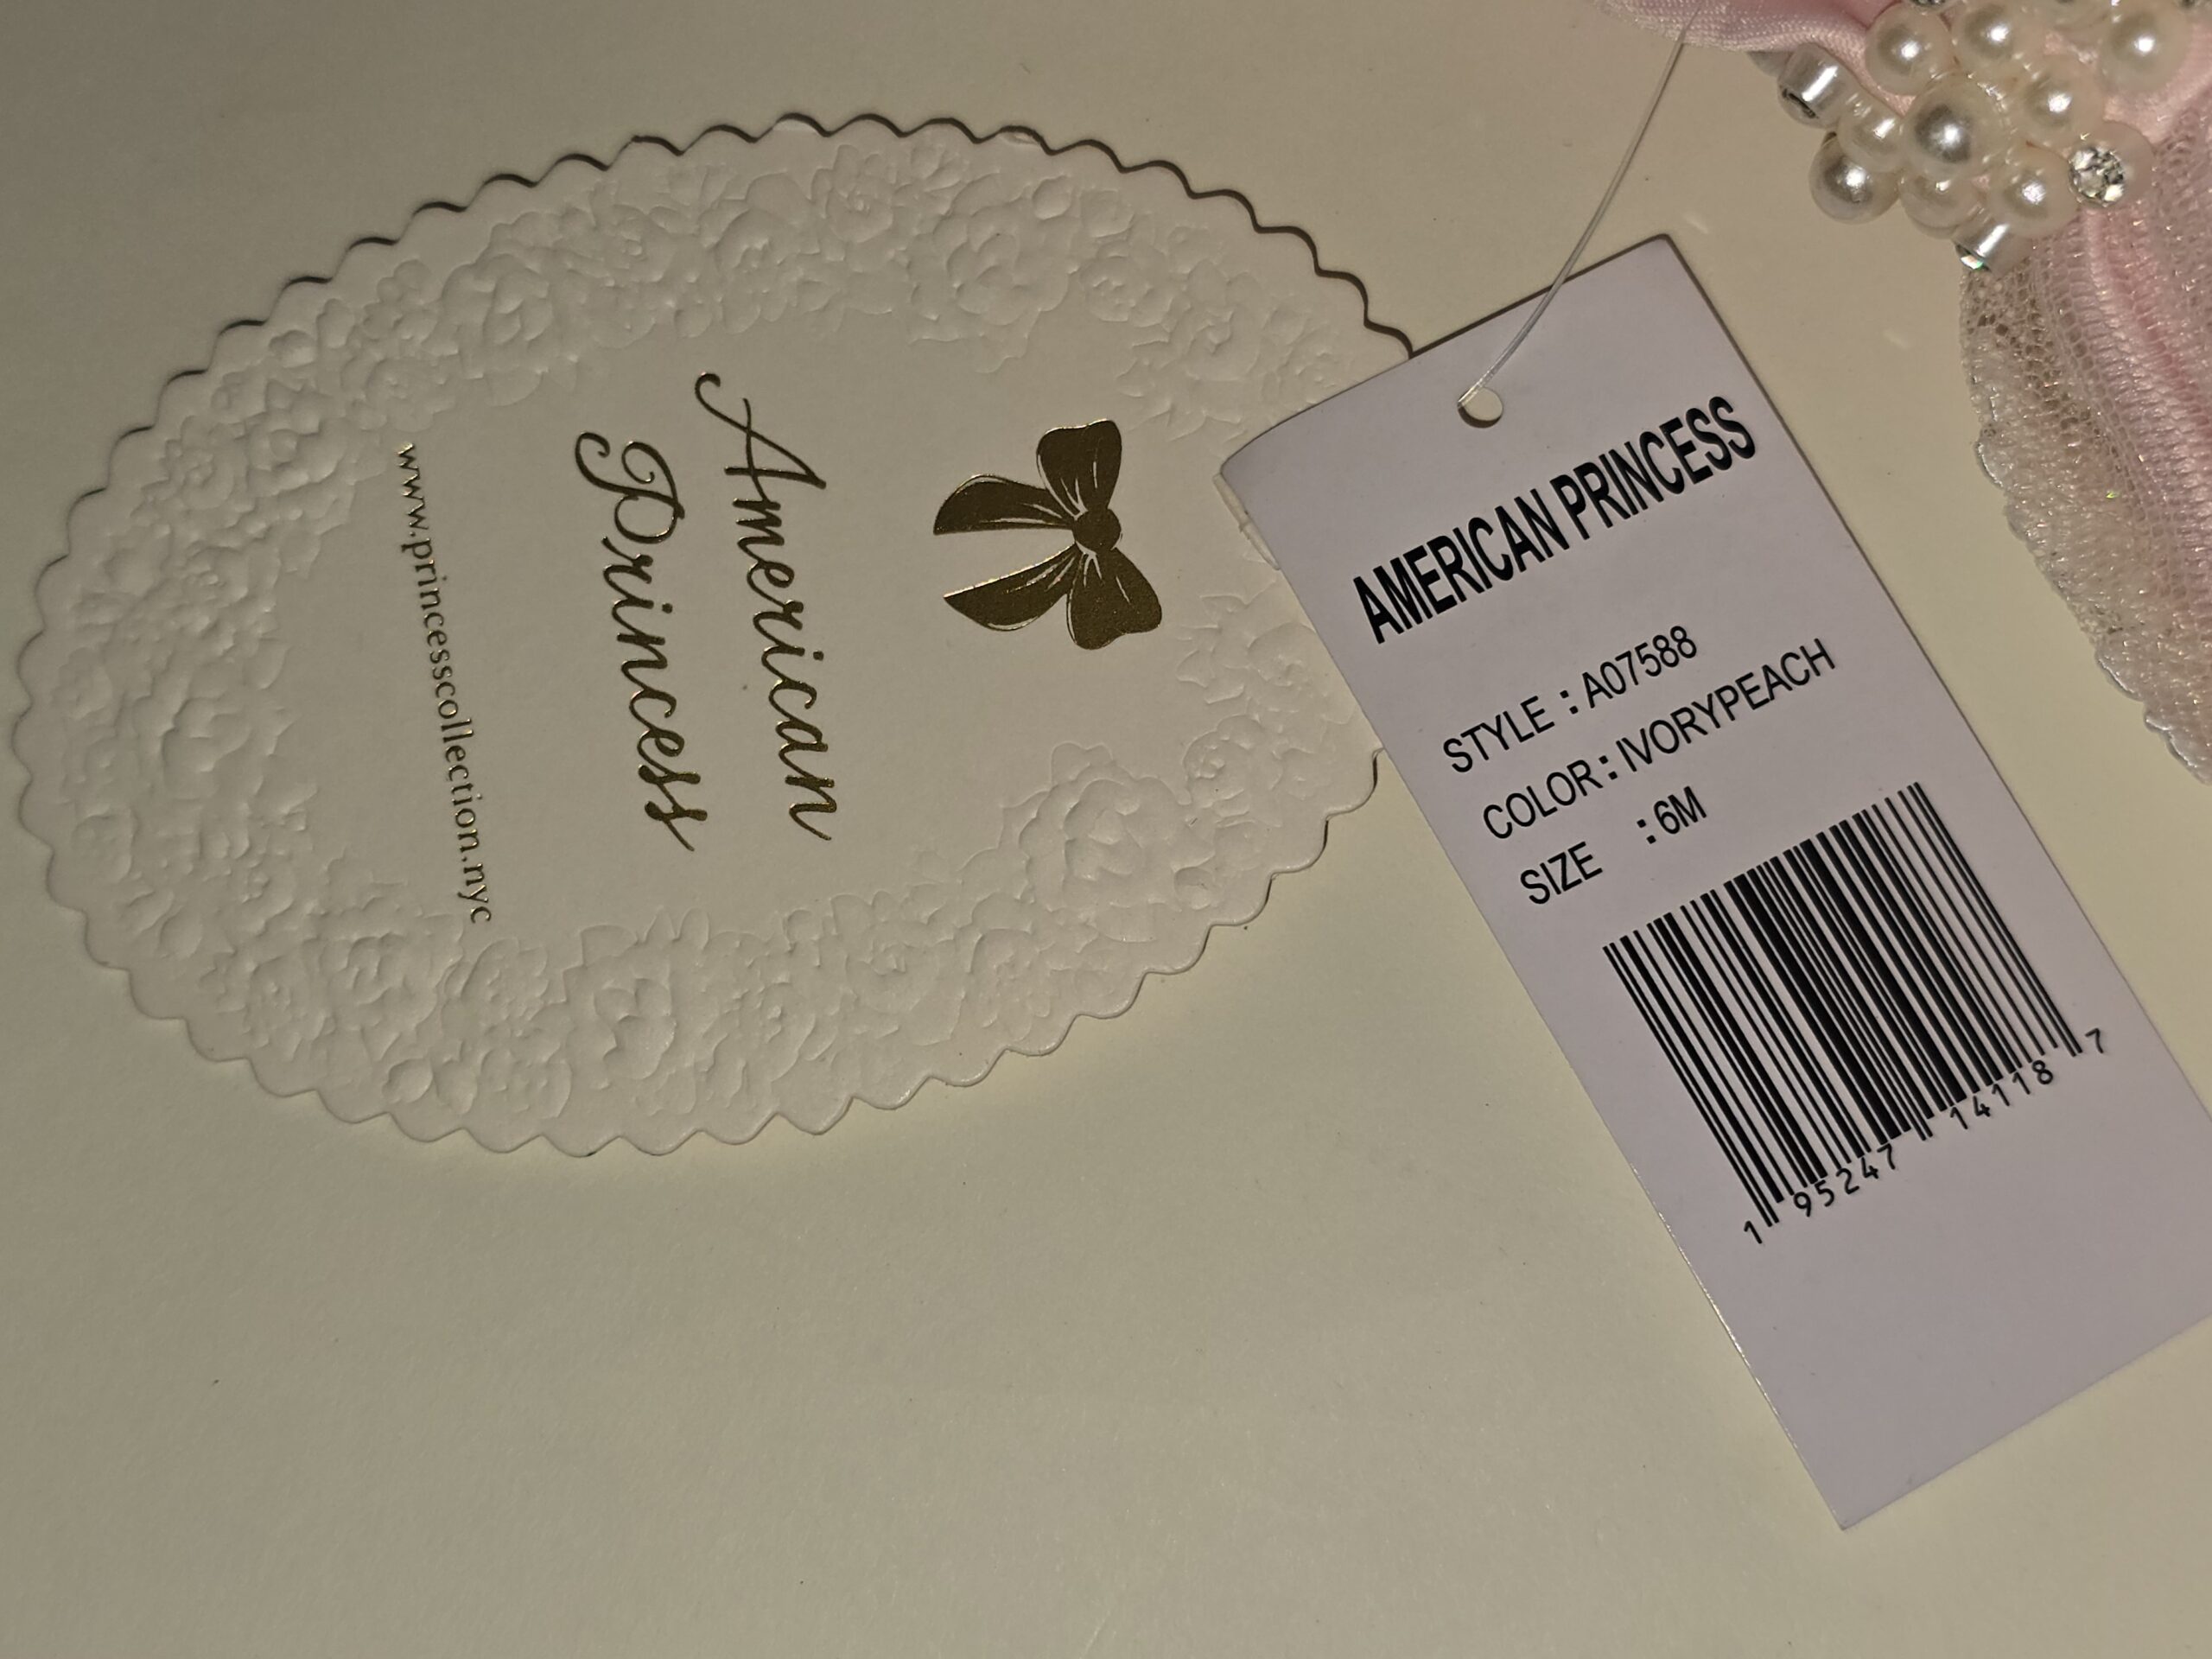 American
Princess
www.princesscollection.nyc
AMERICAN PRINCESS
STYLE : A07588
COLOR : IVORYPEACH
SIZE : 6M
1 95247 14118 7